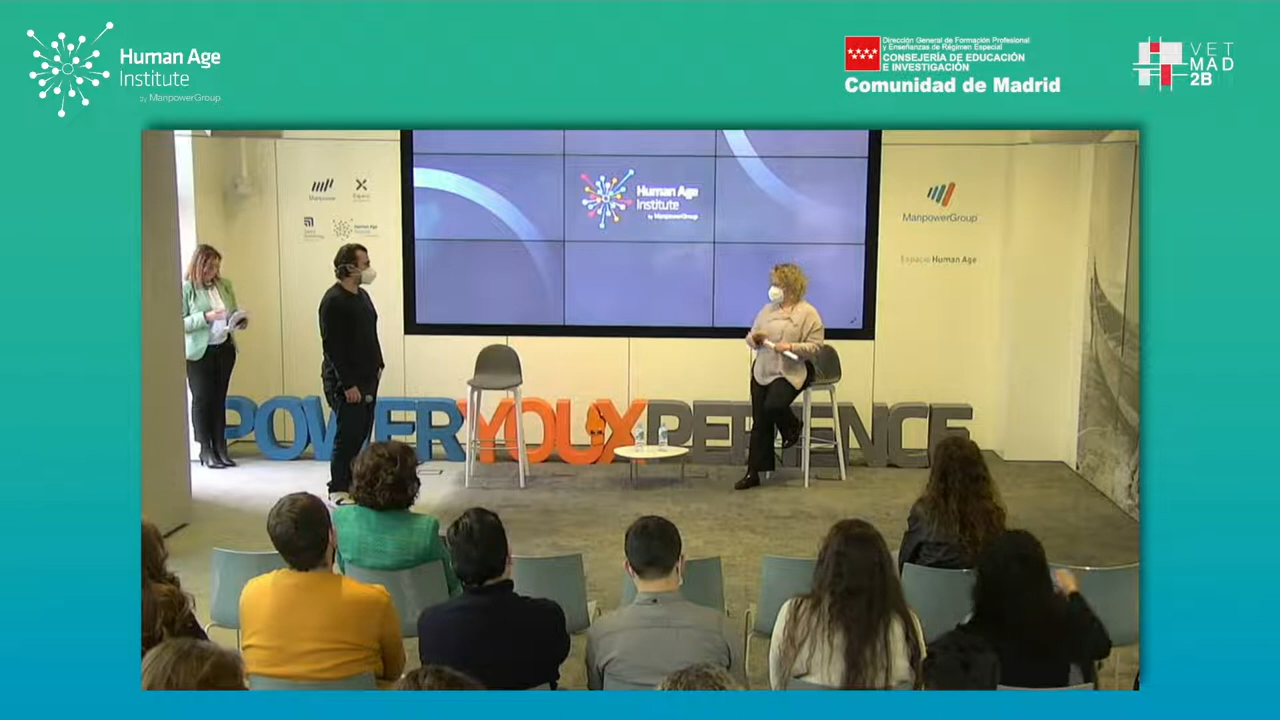 Human Age
Institute
by ManpowerGroup
Dirección General de Formación Profesional
y Enseñanzas de Régimen Especial
CONSEJERÍA DE EDUCACIÓN
E INVESTIGACIÓN
Comunidad de Madrid
VET
MAD
2B
Manpower
Human Age
Institute
by ManpowerGroup
ManpowerGroup
Espacio Human Age
POWERYOUXPERIENCE